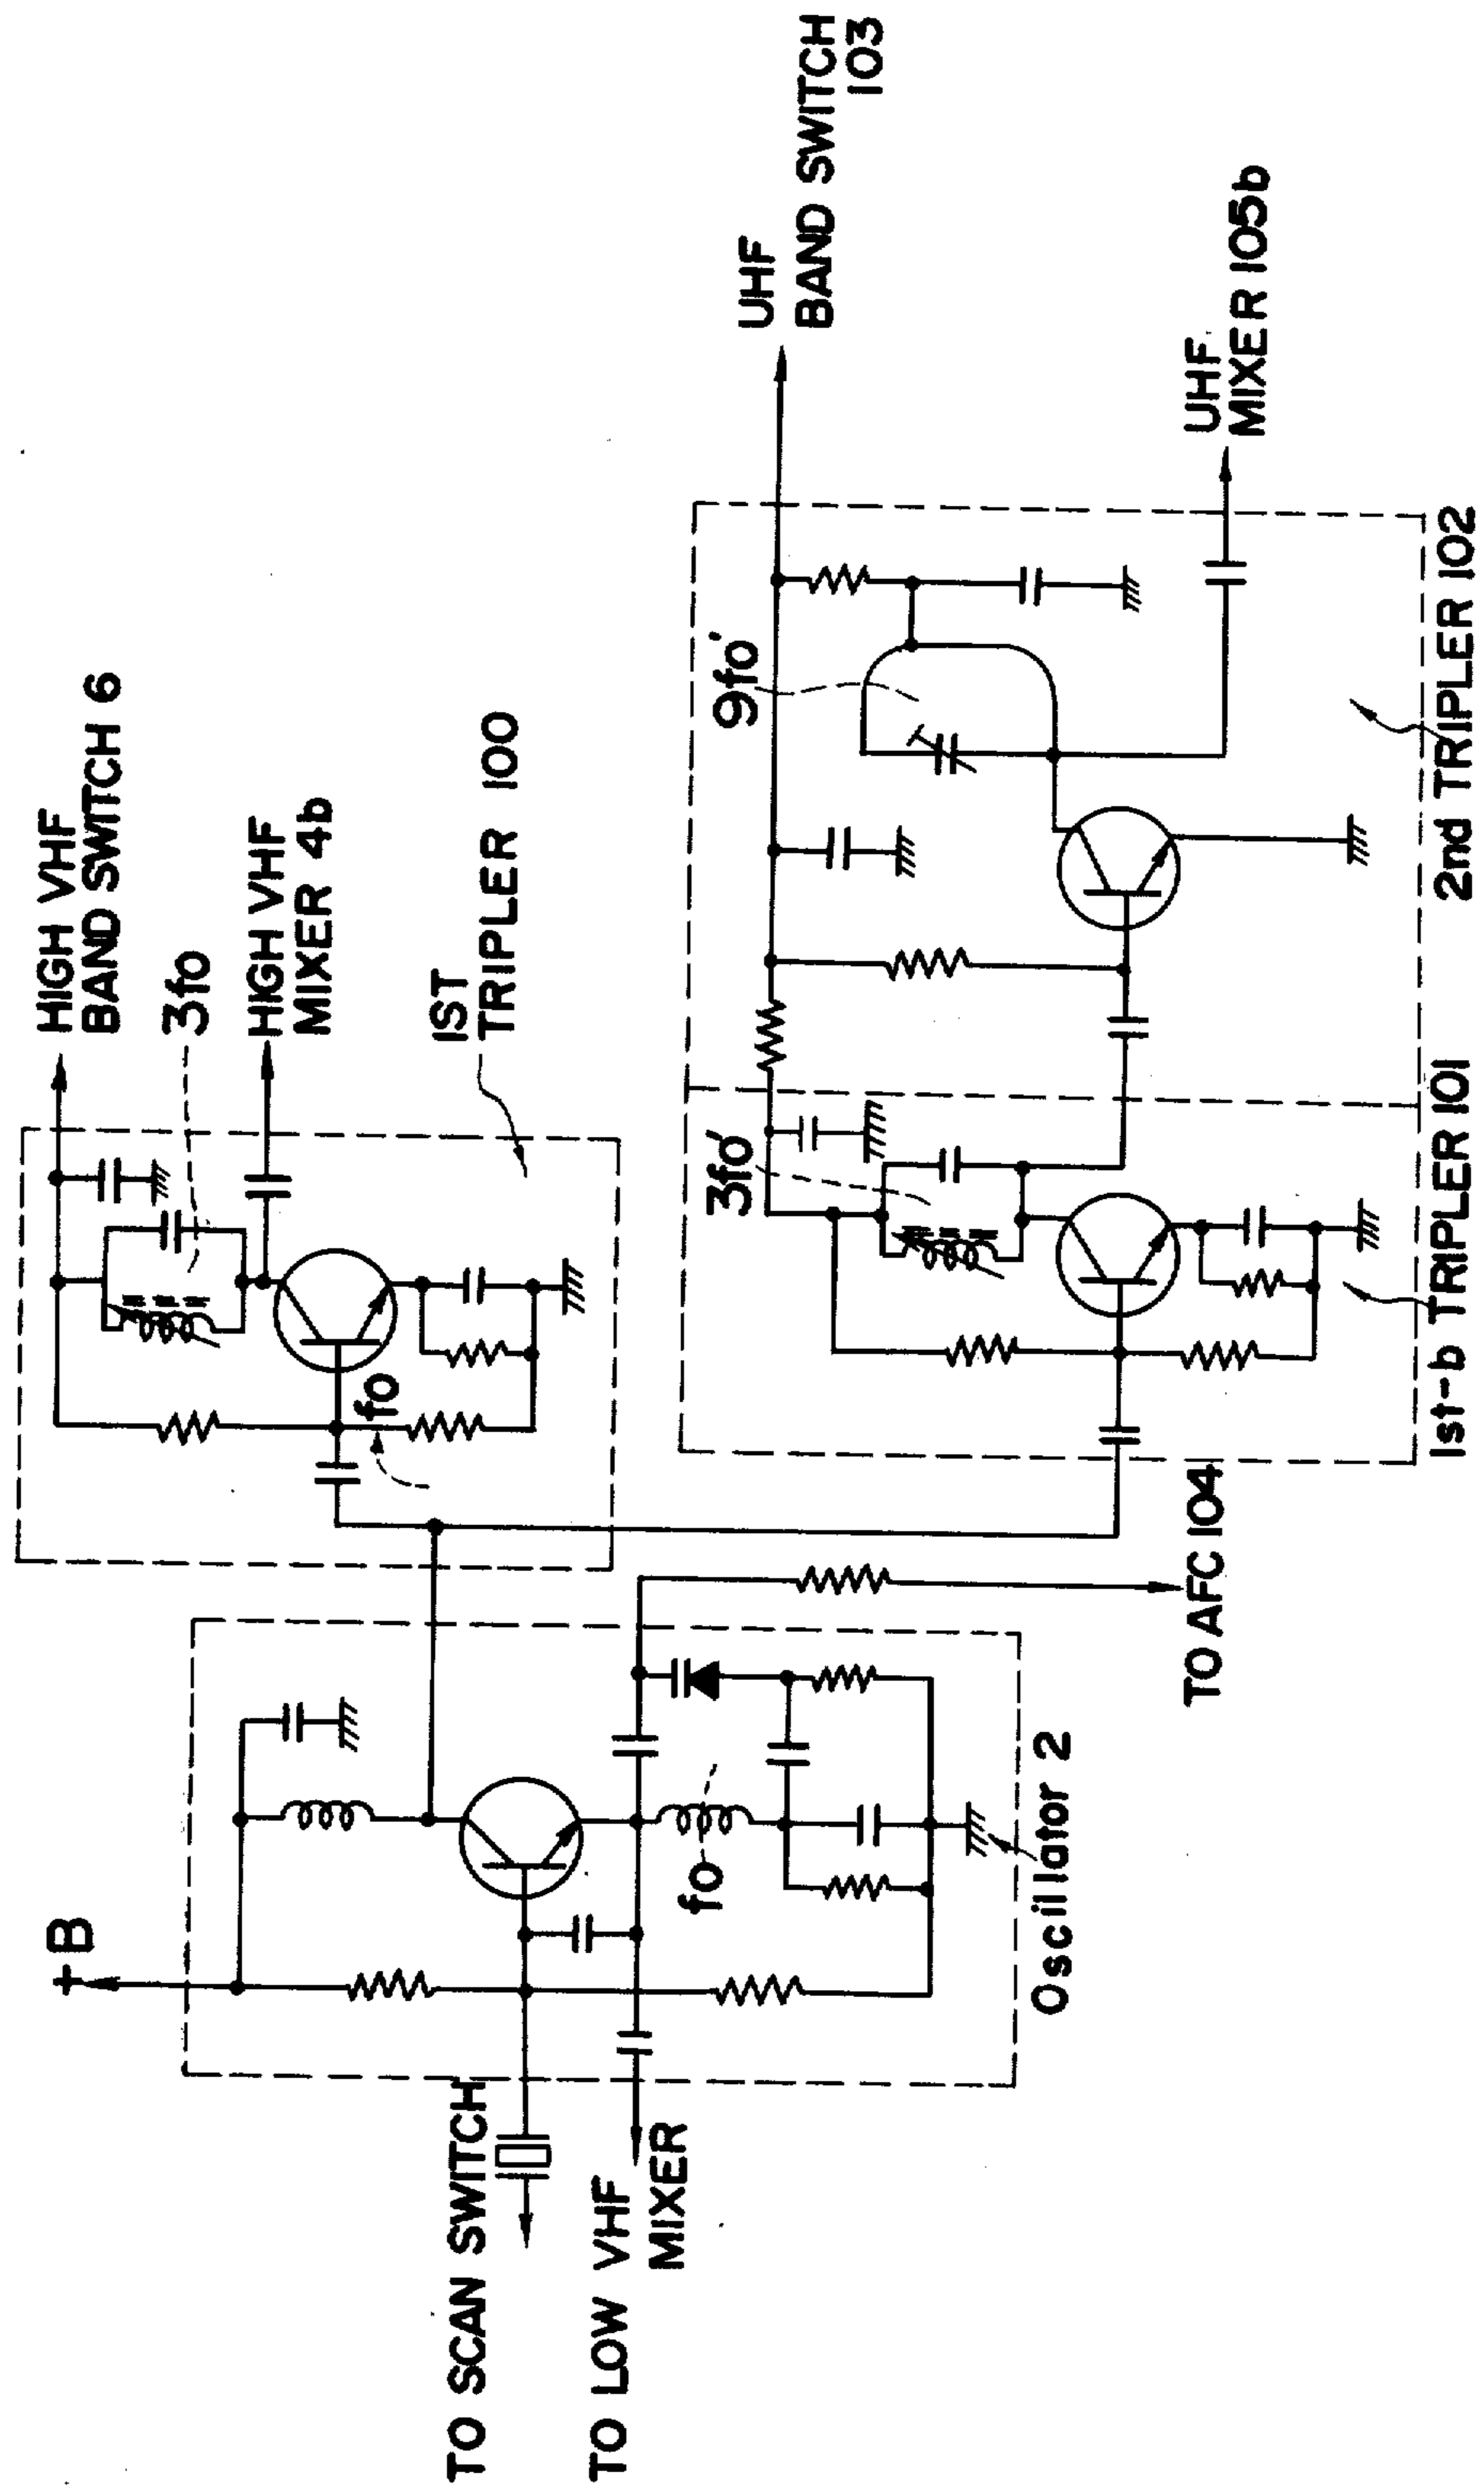 +B
TO SCAN SWITCH
TO LOW VHF
MIXER
fo
Oscillator 2
TO AFC 104
HIGH VHF
BAND SWITCH 6
3fo
HIGH VHF
MIXER 4b
1ST
TRIPLER 100
fo
3fo'
1st-b TRIPLER 101
9fo'
2nd TRIPLER 102
UHF
BAND SWITCH
103
UHF
MIXER 105b